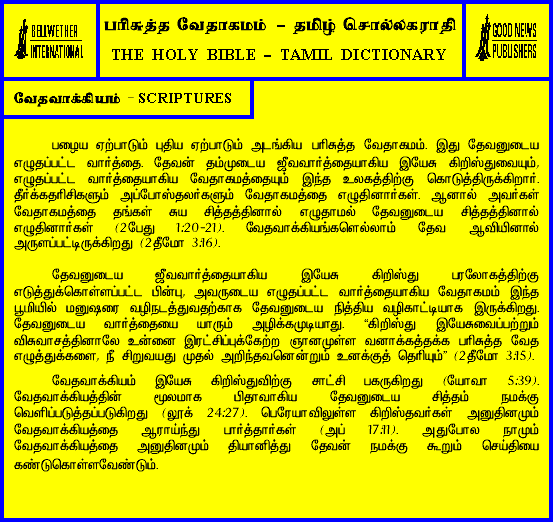 BELLWETHER
INTERNATIONAL
பரிசுத்த வேதாகமம் - தமிழ் சொல்லகராதி
THE HOLY BIBLE – TAMIL DICTIONARY
GOOD NEWS
PUBLISHERS
வேதவாக்கியம் - SCRIPTURES
பழைய ஏற்பாடும் புதிய ஏற்பாடும் அடங்கிய பரிசுத்த வேதாகமம். இது தேவனுடைய
எழுதப்பட்ட வார்த்தை. தேவன் தம்முடைய ஜீவவார்த்தையாகிய இயேசு கிறிஸ்துவையும்,
எழுதப்பட்ட வார்த்தையாகிய வேதாகமத்தையும் இந்த உலகத்திற்கு கொடுத்திருக்கிறார்.
தீர்க்கதரிசிகளும் அப்போஸ்தலர்களும் வேதாகமத்தை எழுதினார்கள். ஆனால் அவர்கள்
வேதாகமத்தை தங்கள் சுய சித்தத்தினால் எழுதாமல் தேவனுடைய சித்தத்தினால்
எழுதினார்கள் (2பேது 1:20-21). வேதவாக்கியங்களெல்லாம் தேவ ஆவியினால்
அருளப்பட்டிருக்கிறது (2தீமோ 3:16).
தேவனுடைய ஜீவவார்த்தையாகிய இயேசு கிறிஸ்து பரலோகத்திற்கு
எடுத்துக்கொள்ளப்பட்ட பின்பு, அவருடைய எழுதப்பட்ட வார்த்தையாகிய வேதாகமம் இந்த
பூமியில் மனுஷரை வழிநடத்துவதற்காக தேவனுடைய நித்திய வழிகாட்டியாக இருக்கிறது.
தேவனுடைய வார்த்தையை யாரும் அழிக்கமுடியாது. “கிறிஸ்து இயேசுவைப்பற்றும்
விசுவாசத்தினாலே உன்னை இரட்சிப்புக்கேற்ற ஞானமுள்ள வனாக்கத்தக்க பரிசுத்த வேத
எழுத்துக்களை, நீ சிறுவயது முதல் அறிந்தவனென்றும் உனக்குத் தெரியும்” (2தீமோ 3:15).
வேதவாக்கியம் இயேசு கிறிஸ்துவிற்கு சாட்சி பகருகிறது (யோவா 5:39).
வேதவாக்கியத்தின் மூலமாக பிதாவாகிய தேவனுடைய சித்தம் நமக்கு
வெளிப்படுத்தப்படுகிறது (லூக் 24:27). பெரேயாவிலுள்ள கிறிஸ்தவர்கள் அனுதினமும்
வேதவாக்கியத்தை ஆராய்ந்து பார்த்தார்கள் (அப் 17:11). அதுபோல நாமும்
வேதவாக்கியத்தை அனுதினமும் தியானித்து தேவன் நமக்கு கூறும் செய்தியை
கண்டுகொள்ளவேண்டும்.